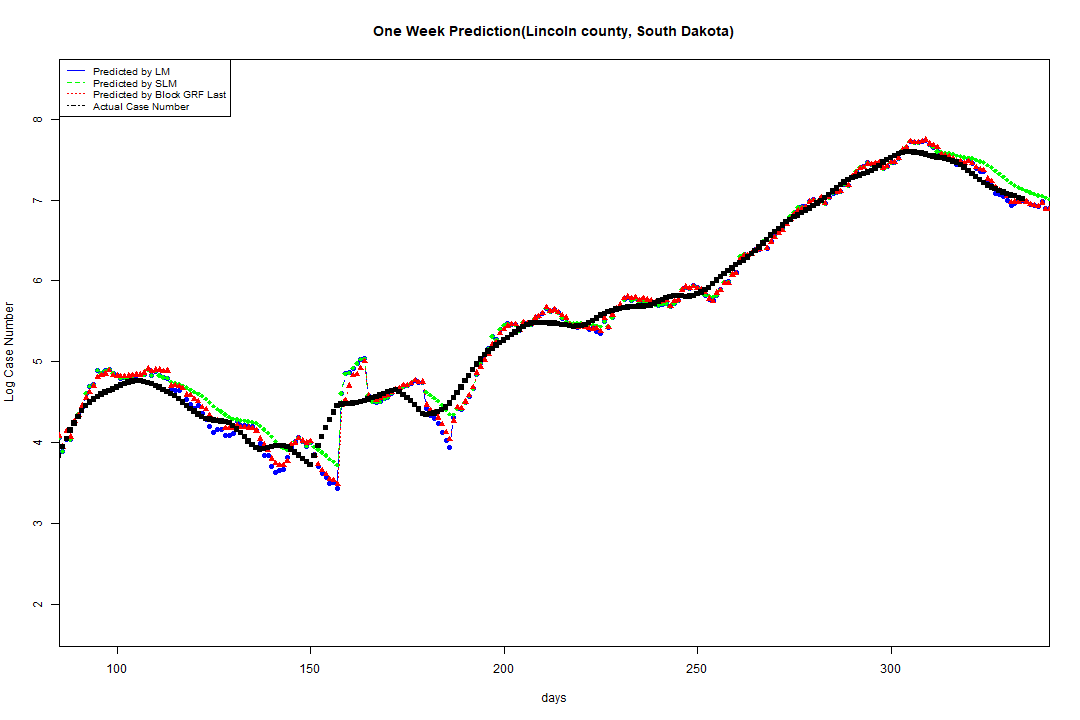 One Week Prediction(Lincoln county, South Dakota)
Predicted by LM
Predicted by SLM
Predicted by Block GRF Last
Actual Case Number
8
7
6
5
4
3
2
Log Case Number
100 150 200 250 300
days